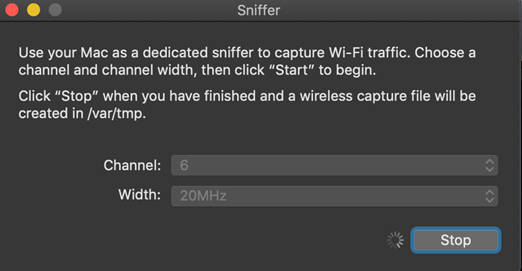 Sniffer
Use your Mac as a dedicated sniffer to capture Wi-Fi traffic. Choose a
channel and channel width, then click “Start” to begin.
Click “Stop” when you have finished and a wireless capture file will be
created in /var/tmp.
Channel: 6
Width: 20MHz
Stop